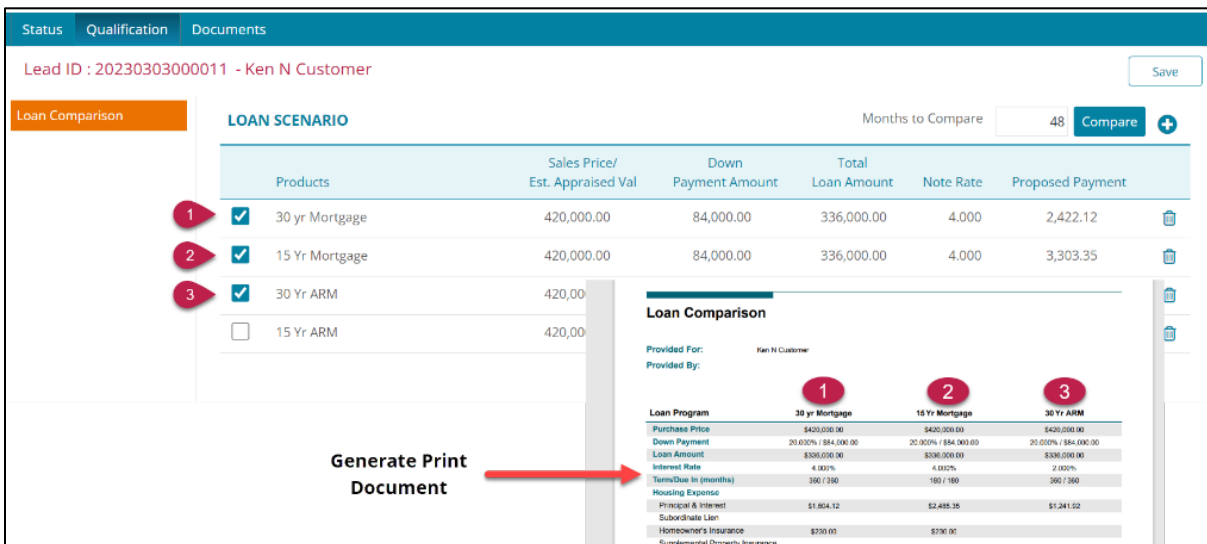 Status Qualification Documents
Lead ID : 20230303000011 - Ken N Customer
Save
Loan Comparison
LOAN SCENARIO
Months to Compare 48 Compare
Products Sales Price/ Est. Appraised Val Down Payment Amount Total Loan Amount Note Rate Proposed Payment
1 30 yr Mortgage 420,000.00 84,000.00 336,000.00 4.000 2,422.12
2 15 Yr Mortgage 420,000.00 84,000.00 336,000.00 4.000 3,303.35
3 30 Yr ARM 420,00
15 Yr ARM 420,00
Loan Comparison
Provided For: Ken N Customer
Provided By:
1 2 3
Loan Program 30 yr Mortgage 15 Yr Mortgage 30 Yr ARM
Purchase Price $420,000.00 $420,000.00 $420,000.00
Down Payment 20.000% / $84,000.00 20.000% / $84,000.00 20.000% / $84,000.00
Loan Amount $336,000.00 $336,000.00 $336,000.00
Interest Rate 4.000% 4.000% 2.000%
Term/Due In (months) 360 / 360 180 / 180 360 / 360
Housing Expense
Principal & Interest $1,604.12 $2,485.35 $1,241.92
Subordinate Lien
Homeowner's Insurance $230.00 $230.00
Supplemental Property Insurance
Generate Print
Document